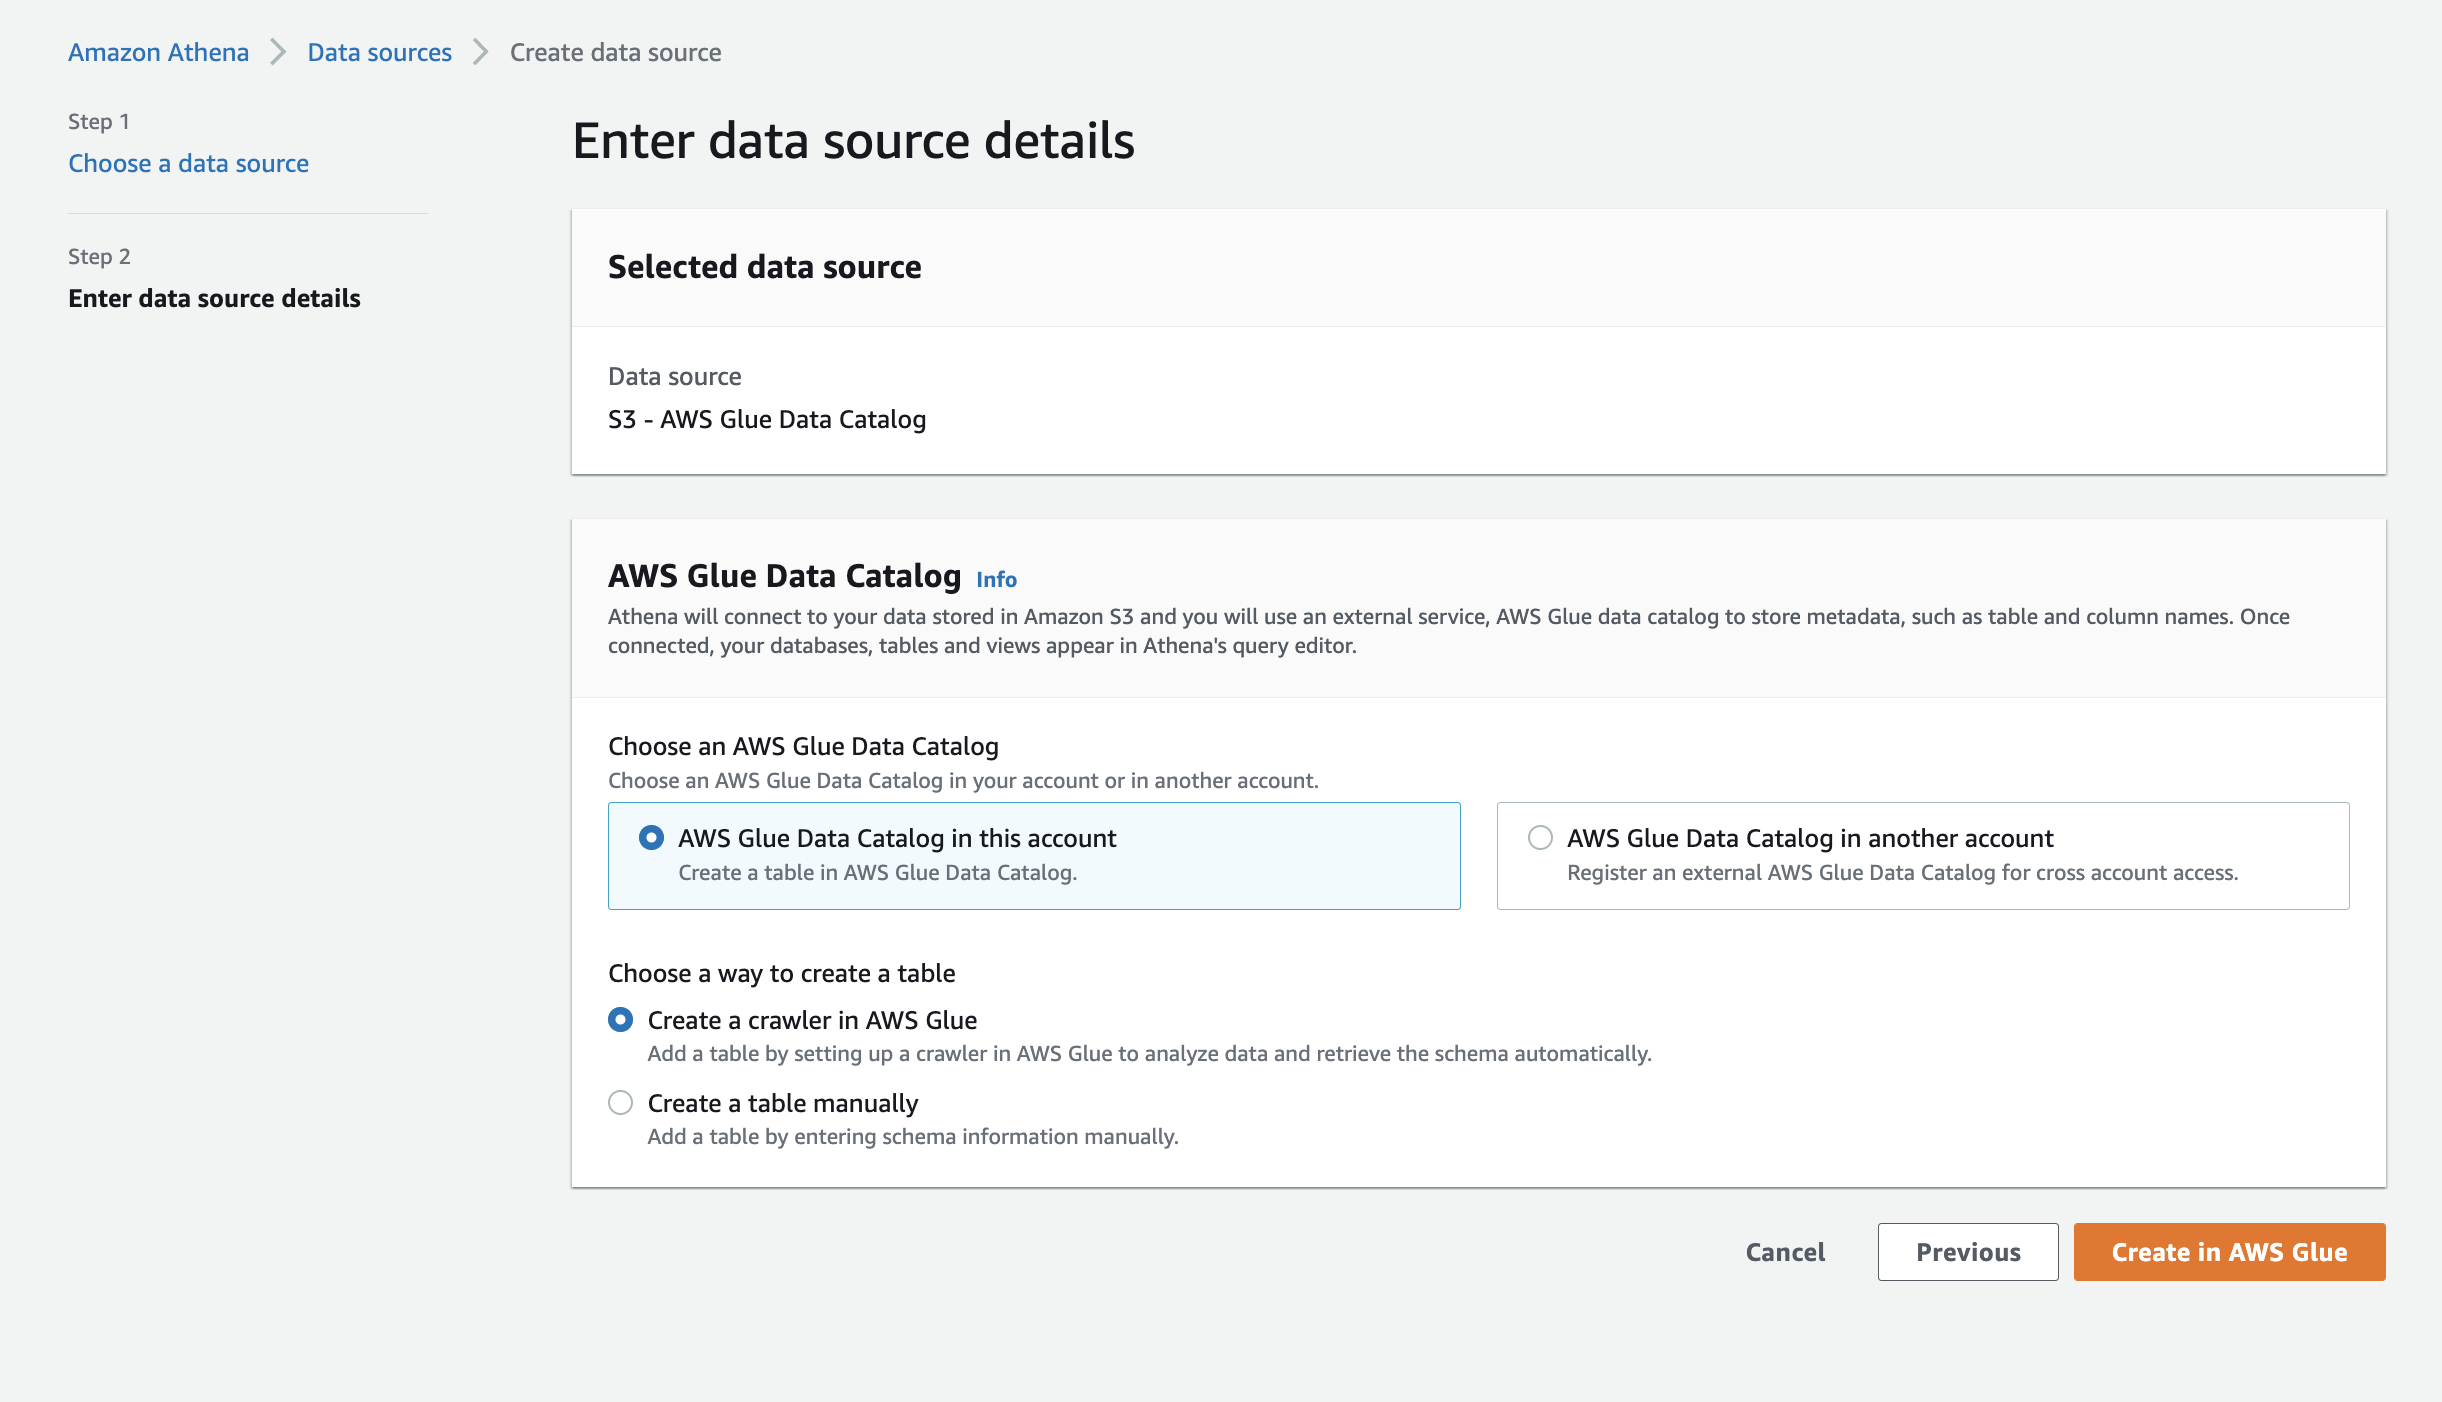 Amazon Athena
Data sources
Create data source
Step 1
Choose a data source
Step 2
Enter data source details
Enter data source details
Selected data source
Data source
S3 - AWS Glue Data Catalog
AWS Glue Data Catalog Info
Athena will connect to your data stored in Amazon S3 and you will use an external service, AWS Glue data catalog to store metadata, such as table and column names. Once
connected, your databases, tables and views appear in Athena's query editor.
Choose an AWS Glue Data Catalog
Choose an AWS Glue Data Catalog in your account or in another account.
AWS Glue Data Catalog in this account
Create a table in AWS Glue Data Catalog.
AWS Glue Data Catalog in another account
Register an external AWS Glue Data Catalog for cross account access.
Choose a way to create a table
Create a crawler in AWS Glue
Add a table by setting up a crawler in AWS Glue to analyze data and retrieve the schema automatically.
Create a table manually
Add a table by entering schema information manually.
Cancel
Previous
Create in AWS Glue